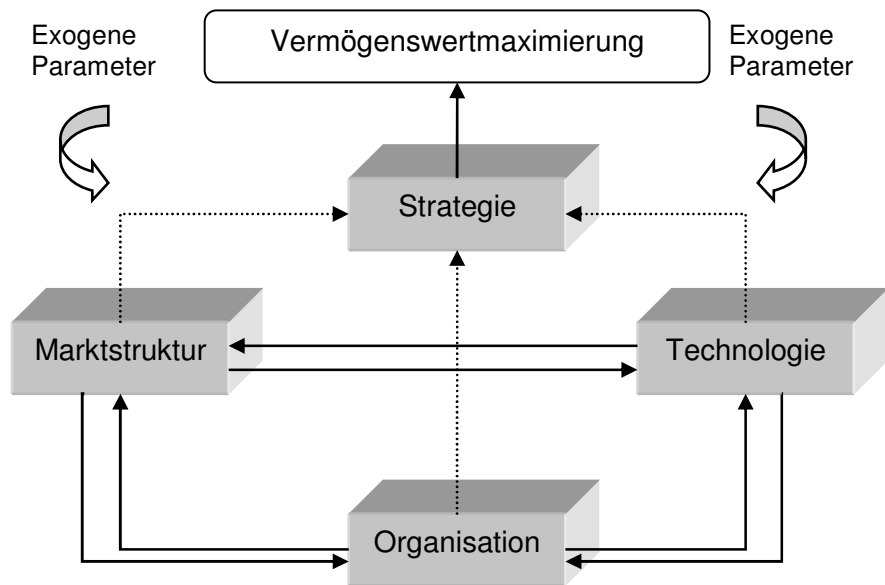 Exogene
Parameter
Vermögenswertmaximierung
Exogene
Parameter
Strategie
Marktstruktur
Technologie
Organisation